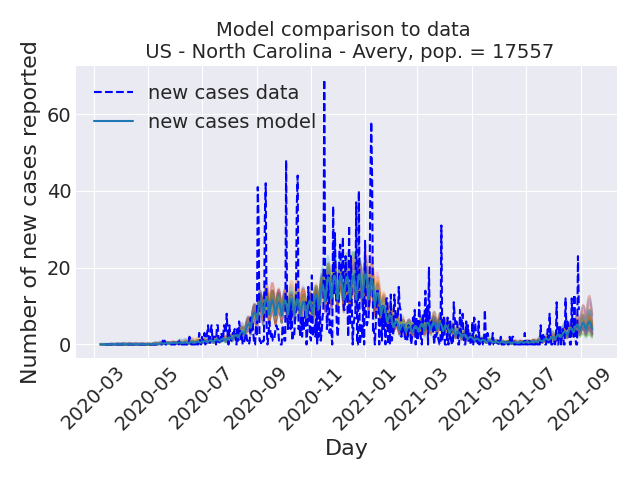 Model comparison to data
US - North Carolina - Avery, pop. = 17557
Number of new cases reported
60
40
20
0
new cases data
new cases model
2020-03
2020-05
2020-07
2020-09
2020-11
2021-01
2021-03
2021-05
2021-07
2021-09
Day